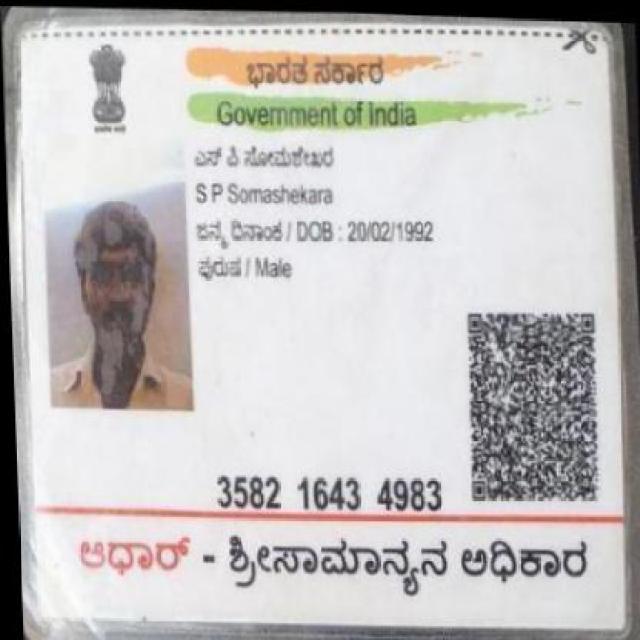 ಭಾರತ ಸರ್ಕಾರ
Government of India
ಎಸ್ ಪಿ ಸೋಮಶೇಖರ
S P Somashekara
ಜನ್ಮ ದಿನಾಂಕ / DOB : 20/02/1992
ಪುರುಷ / Male
3582 1643 4983
ಆಧಾರ್ - ಶ್ರೀಸಾಮಾನ್ಯನ ಅಧಿಕಾರ